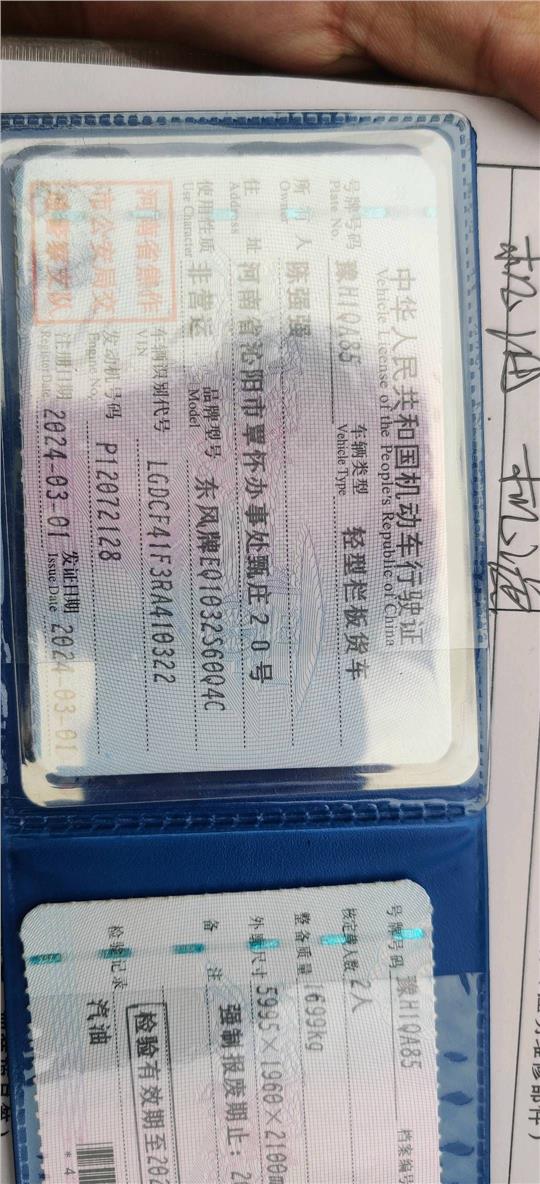 中华人民共和国机动车行驶证
Vehicle License of the People's Republic of China
号牌号码 豫H1QA85 车辆类型 轻型栏板货车
Plate No. Vehicle Type
所有人 陈强强
Owner
住址 河南省沁阳市覃怀办事处甄庄20号
Address
使用性质 非营运 品牌型号 东风牌EQ1032S60Q4C
Use Character Model
河南省焦作
市公安局交
通警察支队
车辆识别代号 LGDCF41F3RA410322
VIN
发动机号码 P12072128
Engine No.
注册日期 2024-03-01 发证日期 2024-03-01
Register Date Issue Date
号牌号码 豫H1QA85 档案编号
核定载人数 2人
整备质量 1699kg
外廓尺寸 5995×1960×2100m
备注 强制报废期止:2
检验有效期至202
检验记录 汽油
*4
机油 机滤